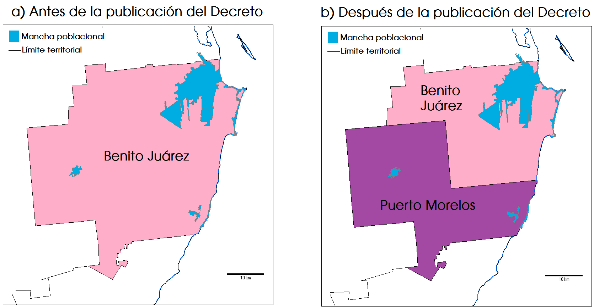 a) Antes de la publicación del Decreto
Mancha poblacional
Límite territorial
Benito Juárez
b) Después de la publicación del Decreto
Mancha poblacional
Límite territorial
Benito
Juárez
Puerto Morelos